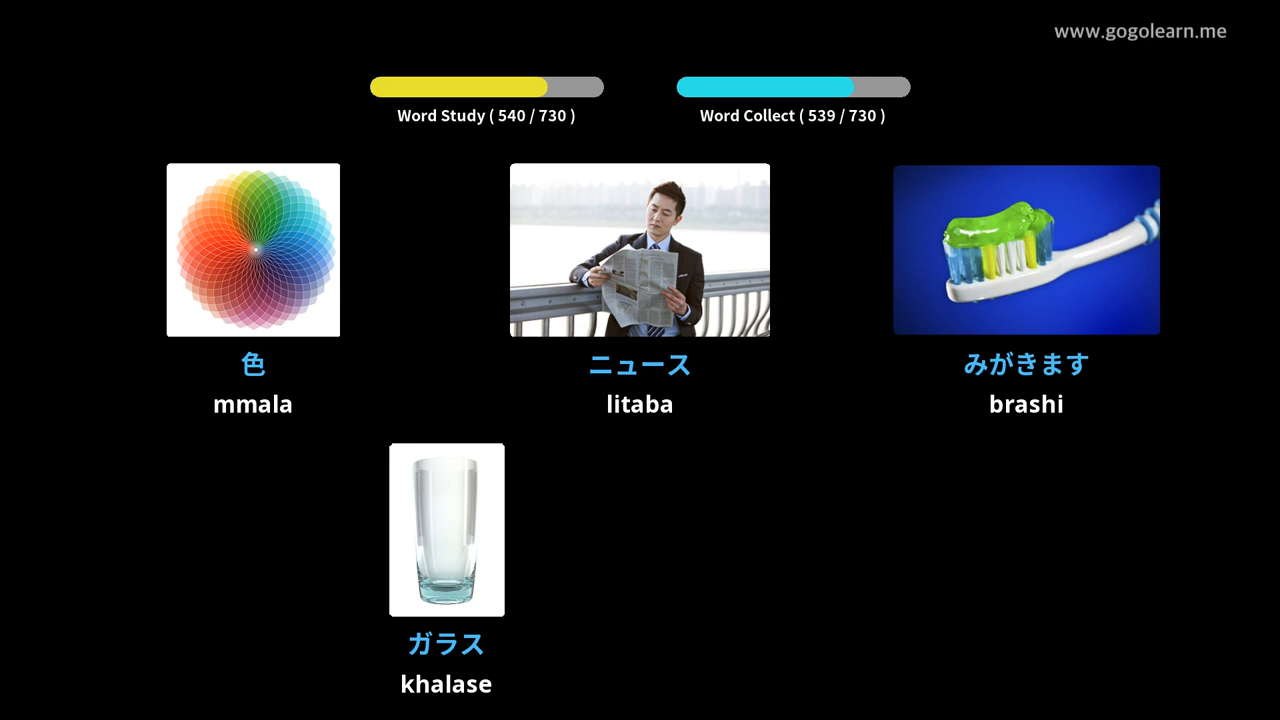 www.gogolearn.me
Word Study ( 540 / 730 )
Word Collect ( 539 / 730 )
色
mmala
ニュース
litaba
みがきます
brashi
ガラス
khalase